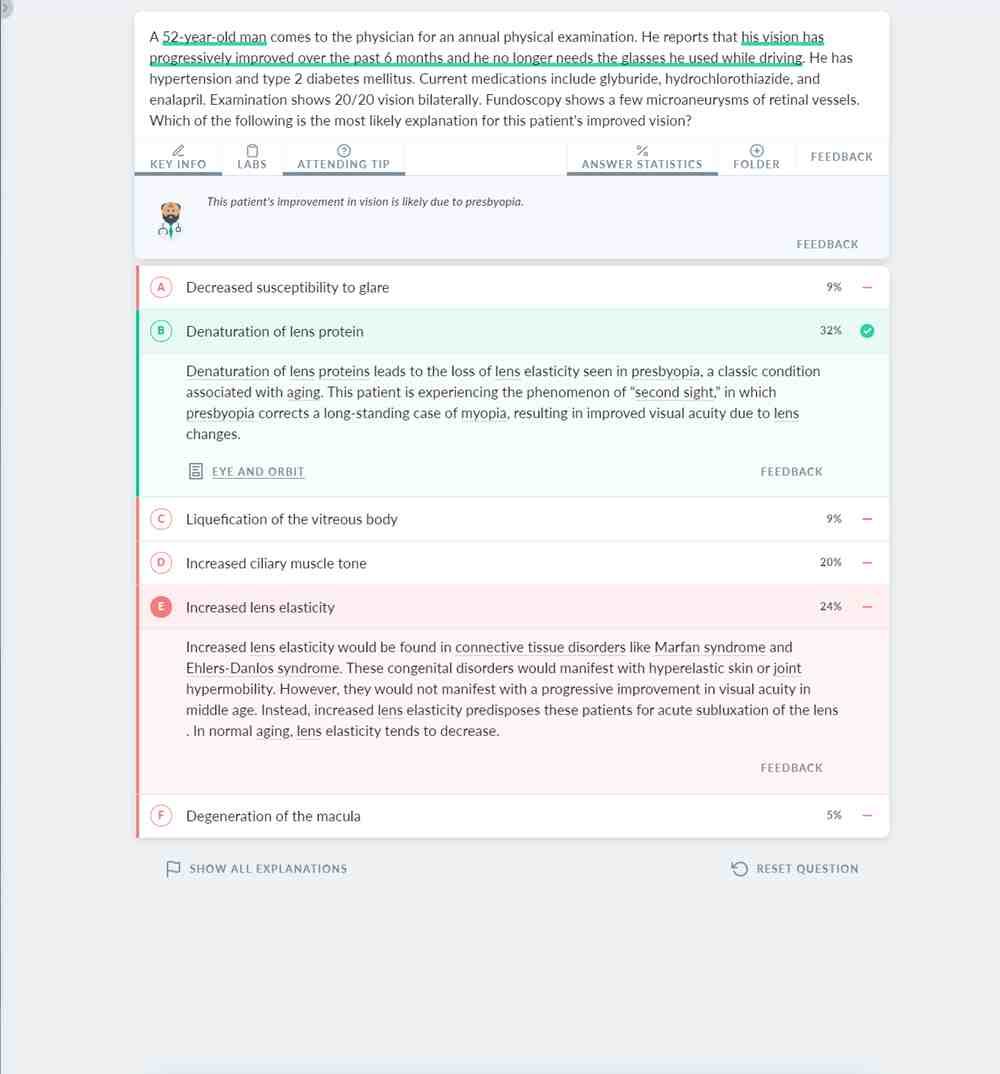 A 52-year-old man comes to the physician for an annual physical examination. He reports that his vision has
progressively improved over the past 6 months and he no longer needs the glasses he used while driving. He has
hypertension and type 2 diabetes mellitus. Current medications include glyburide, hydrochlorothiazide, and
enalapril. Examination shows 20/20 vision bilaterally. Fundoscopy shows a few microaneurysms of retinal vessels.
Which of the following is the most likely explanation for this patient's improved vision?
KEY INFO LABS ATTENDING TIP ANSWER STATISTICS FOLDER FEEDBACK
This patient's improvement in vision is likely due to presbyopia.
FEEDBACK
A Decreased susceptibility to glare 9%
B Denaturation of lens protein 32%
Denaturation of lens proteins leads to the loss of lens elasticity seen in presbyopia, a classic condition
associated with aging. This patient is experiencing the phenomenon of “second sight,” in which
presbyopia corrects a long-standing case of myopia, resulting in improved visual acuity due to lens
changes.
EYE AND ORBIT FEEDBACK
C Liquefication of the vitreous body 9%
D Increased ciliary muscle tone 20%
E Increased lens elasticity 24%
Increased lens elasticity would be found in connective tissue disorders like Marfan syndrome and
Ehlers-Danlos syndrome. These congenital disorders would manifest with hyperelastic skin or joint
hypermobility. However, they would not manifest with a progressive improvement in visual acuity in
middle age. Instead, increased lens elasticity predisposes these patients for acute subluxation of the lens
. In normal aging, lens elasticity tends to decrease.
FEEDBACK
F Degeneration of the macula 5%
SHOW ALL EXPLANATIONS RESET QUESTION